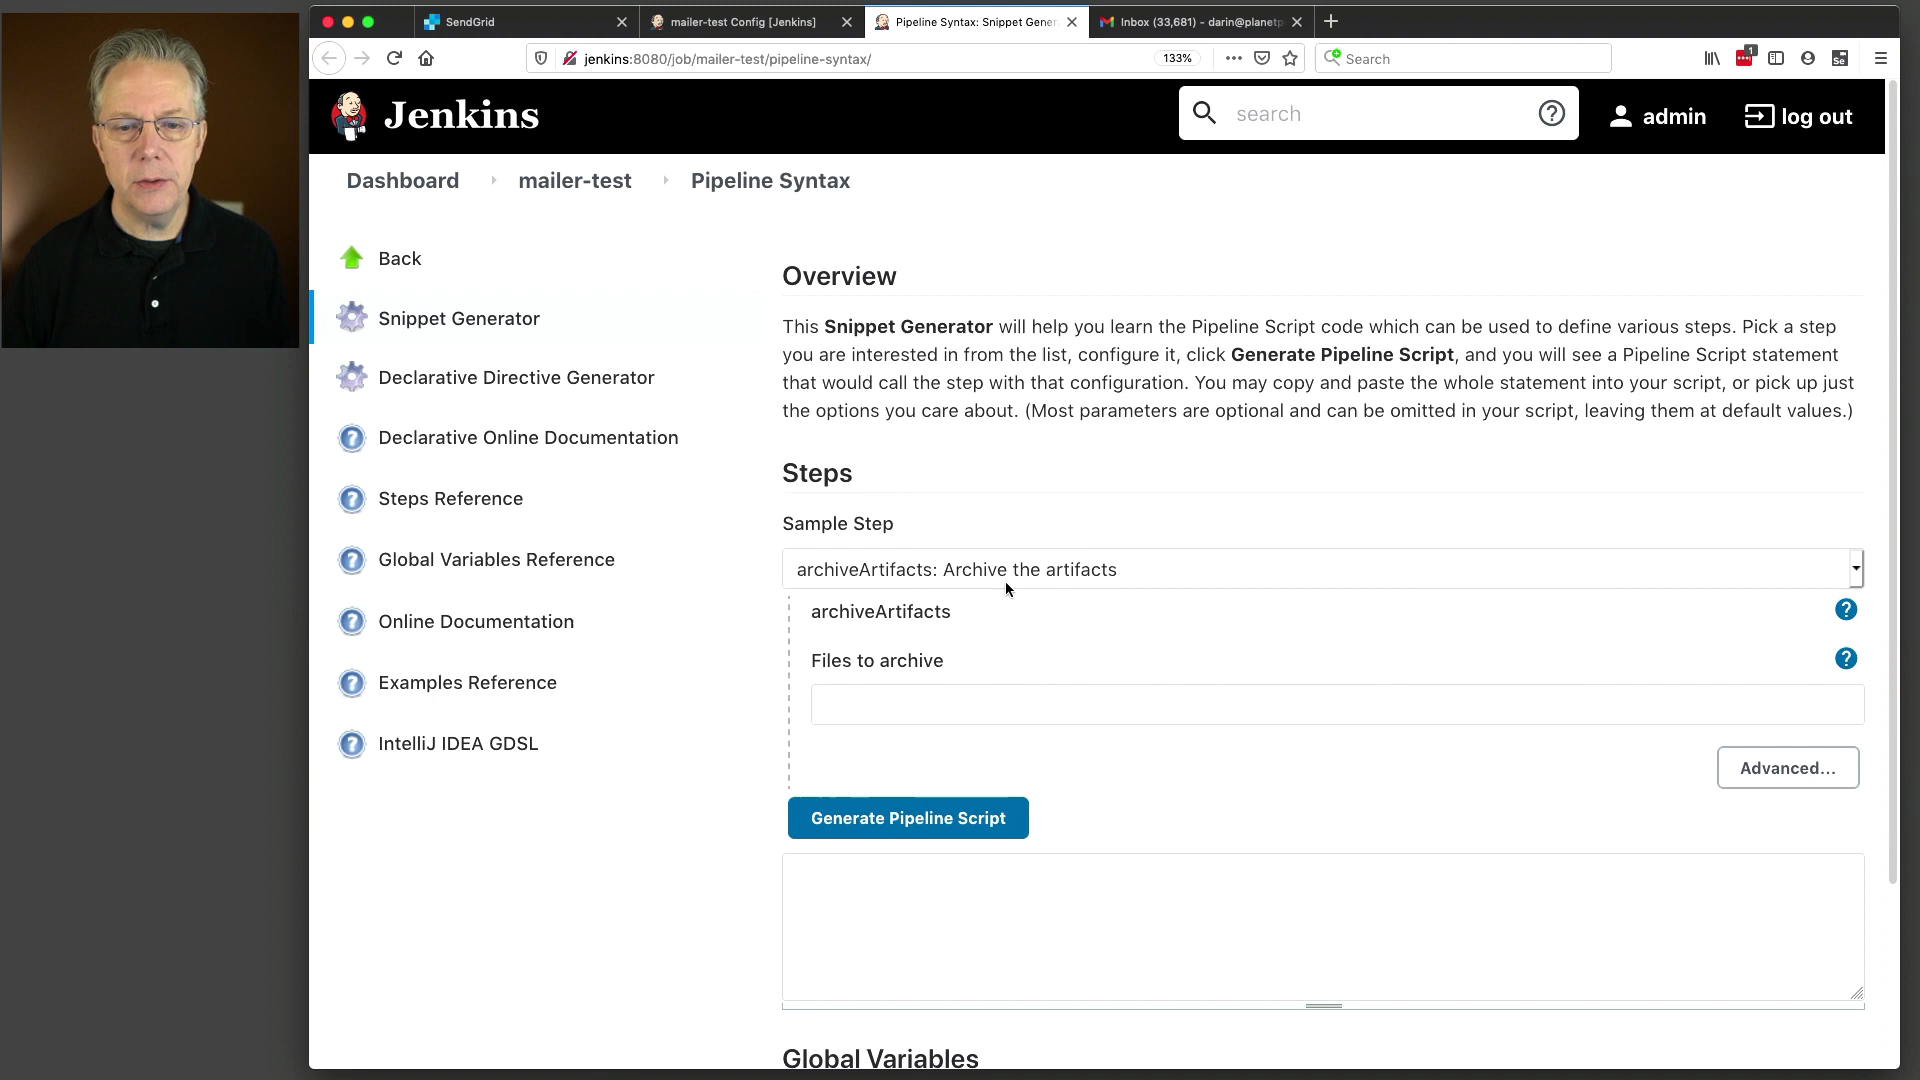 SendGrid
mailer-test Config [Jenkins]
Pipeline Syntax: Snippet Gener
Inbox (33,681) - darin@planetp
jenkins:8080/job/mailer-test/pipeline-syntax/
133%
Search
1
Se
Jenkins
search
admin
log out
Dashboard
mailer-test
Pipeline Syntax
Back
Snippet Generator
Declarative Directive Generator
Declarative Online Documentation
Steps Reference
Global Variables Reference
Online Documentation
Examples Reference
IntelliJ IDEA GDSL
Overview
This Snippet Generator will help you learn the Pipeline Script code which can be used to define various steps. Pick a step
you are interested in from the list, configure it, click Generate Pipeline Script, and you will see a Pipeline Script statement
that would call the step with that configuration. You may copy and paste the whole statement into your script, or pick up just
the options you care about. (Most parameters are optional and can be omitted in your script, leaving them at default values.)
Steps
Sample Step
archiveArtifacts: Archive the artifacts
archiveArtifacts
Files to archive
Advanced...
Generate Pipeline Script
Global Variables